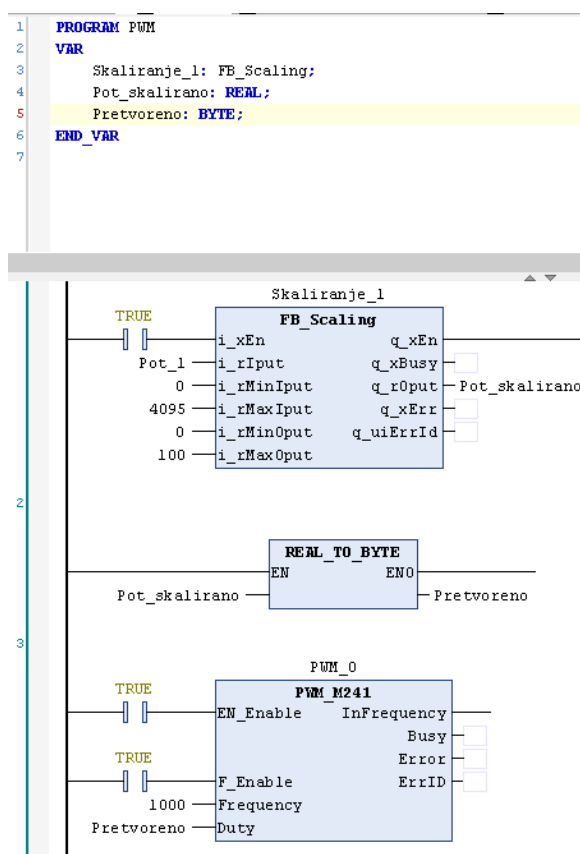 1 PROGRAM PWM
2 VAR
3 Skaliranje_1: FB_Scaling;
4 Pot_skalirano: REAL;
5 Pretvoreno: BYTE;
6 END_VAR
7
Skaliranje_1
TRUE FB_Scaling
i_xEn q_xEn
Pot_1 i_rIput q_xBusy
0 i_rMinIput q_rOput Pot_skalirano
4095 i_rMaxIput q_xErr
0 i_rMinOput q_uiErrId
100 i_rMaxOput
2
REAL_TO_BYTE
EN ENO
Pot_skalirano Pretvoreno
3
PWM_0
TRUE PWM_M241
EN_Enable InFrequency
Busy
TRUE Error
F_Enable ErrID
1000 Frequency
Pretvoreno Duty